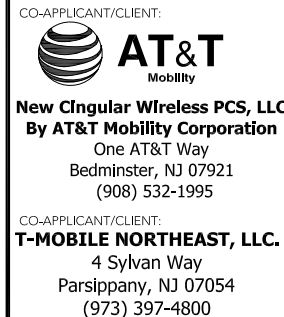 CO-APPLICANT/CLIENT:
AT&T
Mobility
New Cingular Wireless PCS, LLC
By AT&T Mobility Corporation
One AT&T Way
Bedminster, NJ 07921
(908) 532-1995
CO-APPLICANT/CLIENT:
T-MOBILE NORTHEAST, LLC.
4 Sylvan Way
Parsippany, NJ 07054
(973) 397-4800